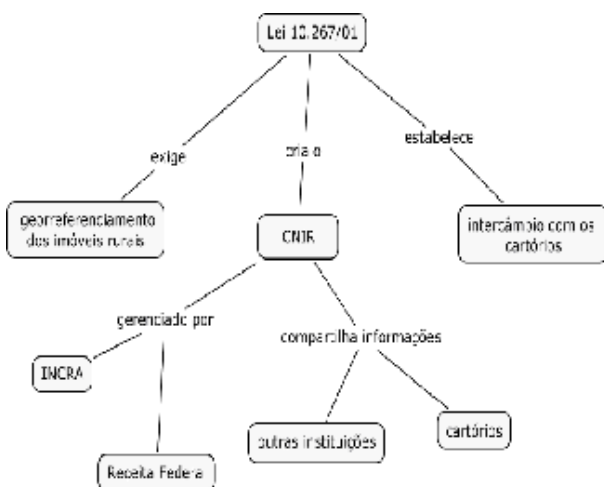 Lei 10.267/01
exige
cria o
estabelece
georreferenciamento
dos imóveis rurais
CNIR
intercâmbio com os
cartórios
gerenciado por
compartilha informações
INCRA
outras instituições
cartórios
Receita Federal